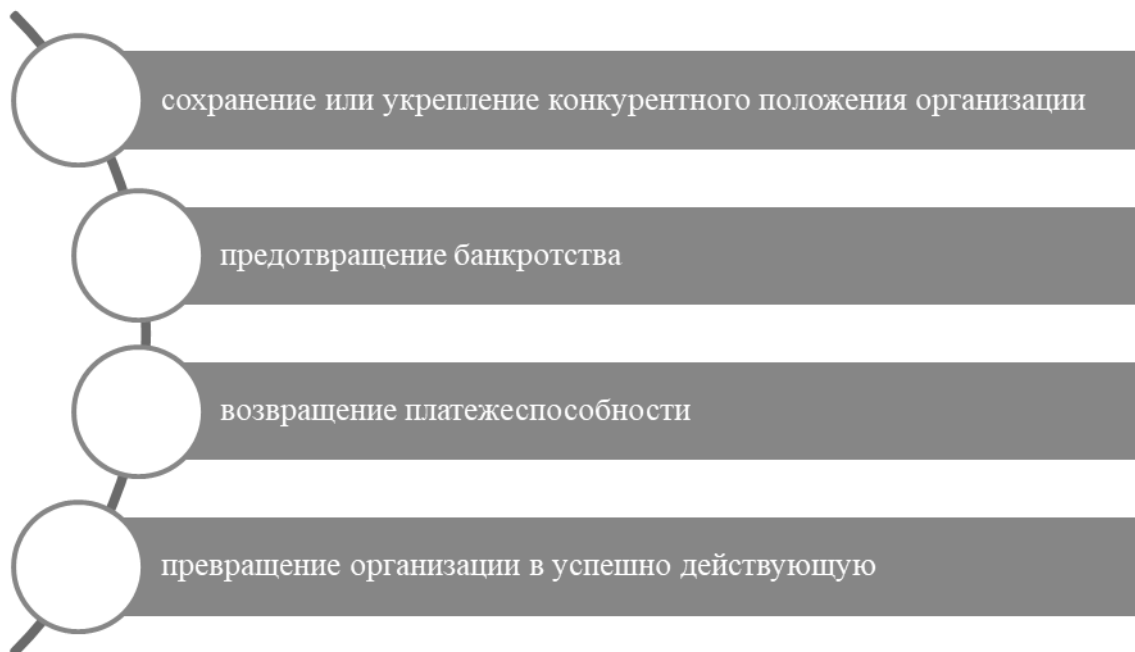 сохранение или укрепление конкурентного положения организации
предотвращение банкротства
возвращение платежеспособности
превращение организации в успешно действующую